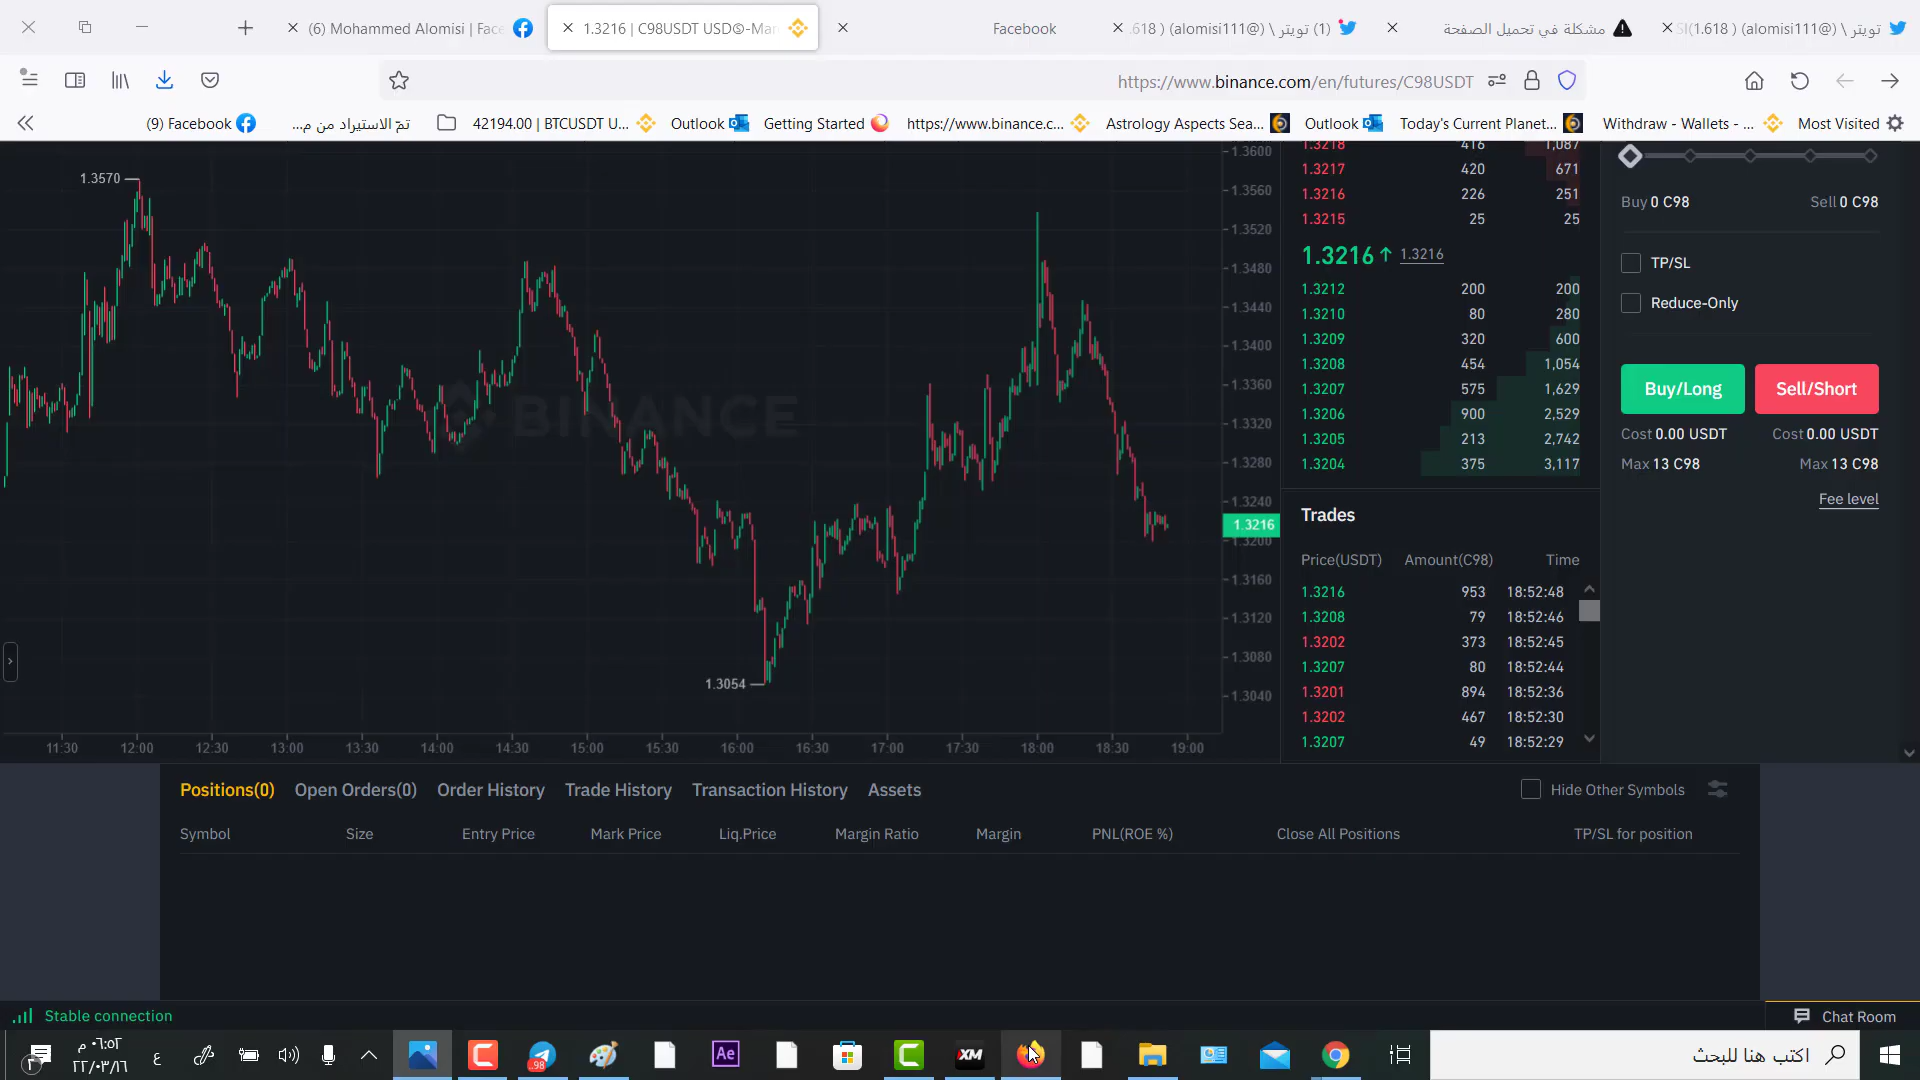 (6) Mohammed Alomisi | Face
1.3216 | C98USDT USDⓈ-Mar
Facebook
(1) تويتر \ (@alomisi111) ( 1.618.
مشكلة في تحميل الصفحة
تويتر \ (@alomisi111) ( 1.618)SI
https://www.binance.com/en/futures/C98USDT
(9) Facebook
تمّ الاستيراد من م...
42194.00 | BTCUSDT U...
Outlook
Getting Started
https://www.binance.c...
Astrology Aspects Sea...
Outlook
Today's Current Planet...
Withdraw - Wallets - ...
Most Visited
1.3570
1.3054
BINANCE
1.3600
1.3560
1.3520
1.3480
1.3440
1.3400
1.3360
1.3320
1.3280
1.3240
1.3216
1.3200
1.3160
1.3120
1.3080
1.3040
11:30 12:00 12:30 13:00 13:30 14:00 14:30 15:00 15:30 16:00 16:30 17:00 17:30 18:00 18:30 19:00
1.3218 416 1,087
1.3217 420 671
1.3216 226 251
1.3215 25 25
1.3216 ↑ 1.3216
1.3212 200 200
1.3210 80 280
1.3209 320 600
1.3208 454 1,054
1.3207 575 1,629
1.3206 900 2,529
1.3205 213 2,742
1.3204 375 3,117
Trades
Price(USDT) Amount(C98) Time
1.3216 953 18:52:48
1.3208 79 18:52:46
1.3202 373 18:52:45
1.3207 80 18:52:44
1.3201 894 18:52:36
1.3202 467 18:52:30
1.3207 49 18:52:29
Buy 0 C98 Sell 0 C98
TP/SL
Reduce-Only
Buy/Long Sell/Short
Cost 0.00 USDT Cost 0.00 USDT
Max 13 C98 Max 13 C98
Fee level
Positions(0) Open Orders(0) Order History Trade History Transaction History Assets
Hide Other Symbols
Symbol Size Entry Price Mark Price Liq.Price Margin Ratio Margin PNL(ROE %) Close All Positions TP/SL for position
Stable connection
Chat Room
٠٦:٥٢ م
٢٢/٠٣/١٦
٣
ع
.98
Ae
XM
اكتب هنا للبحث